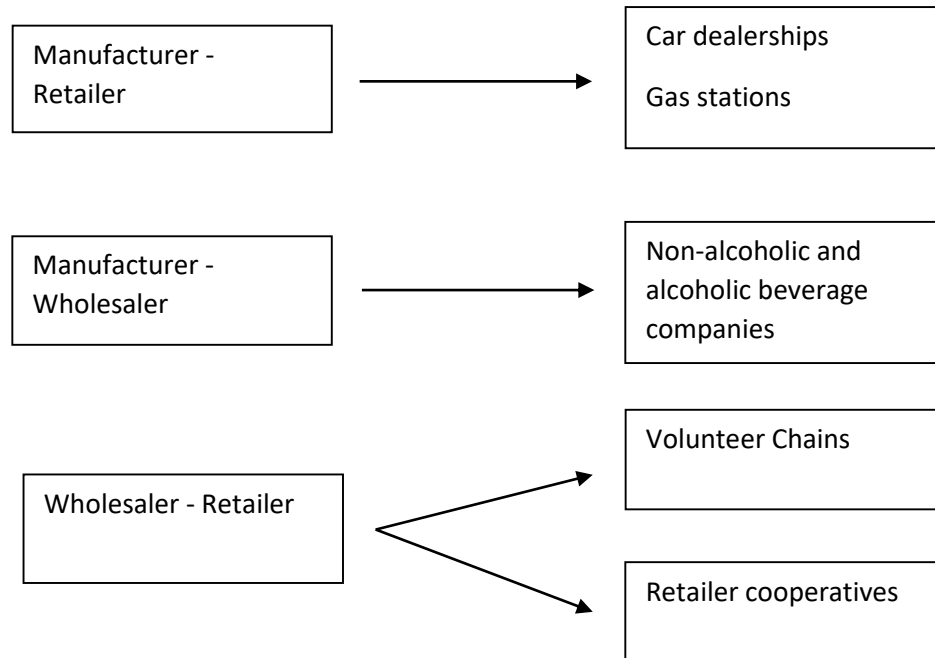 Manufacturer -
Retailer
Car dealerships
Gas stations
Manufacturer -
Wholesaler
Non-alcoholic and
alcoholic beverage
companies
Wholesaler - Retailer
Volunteer Chains
Retailer cooperatives